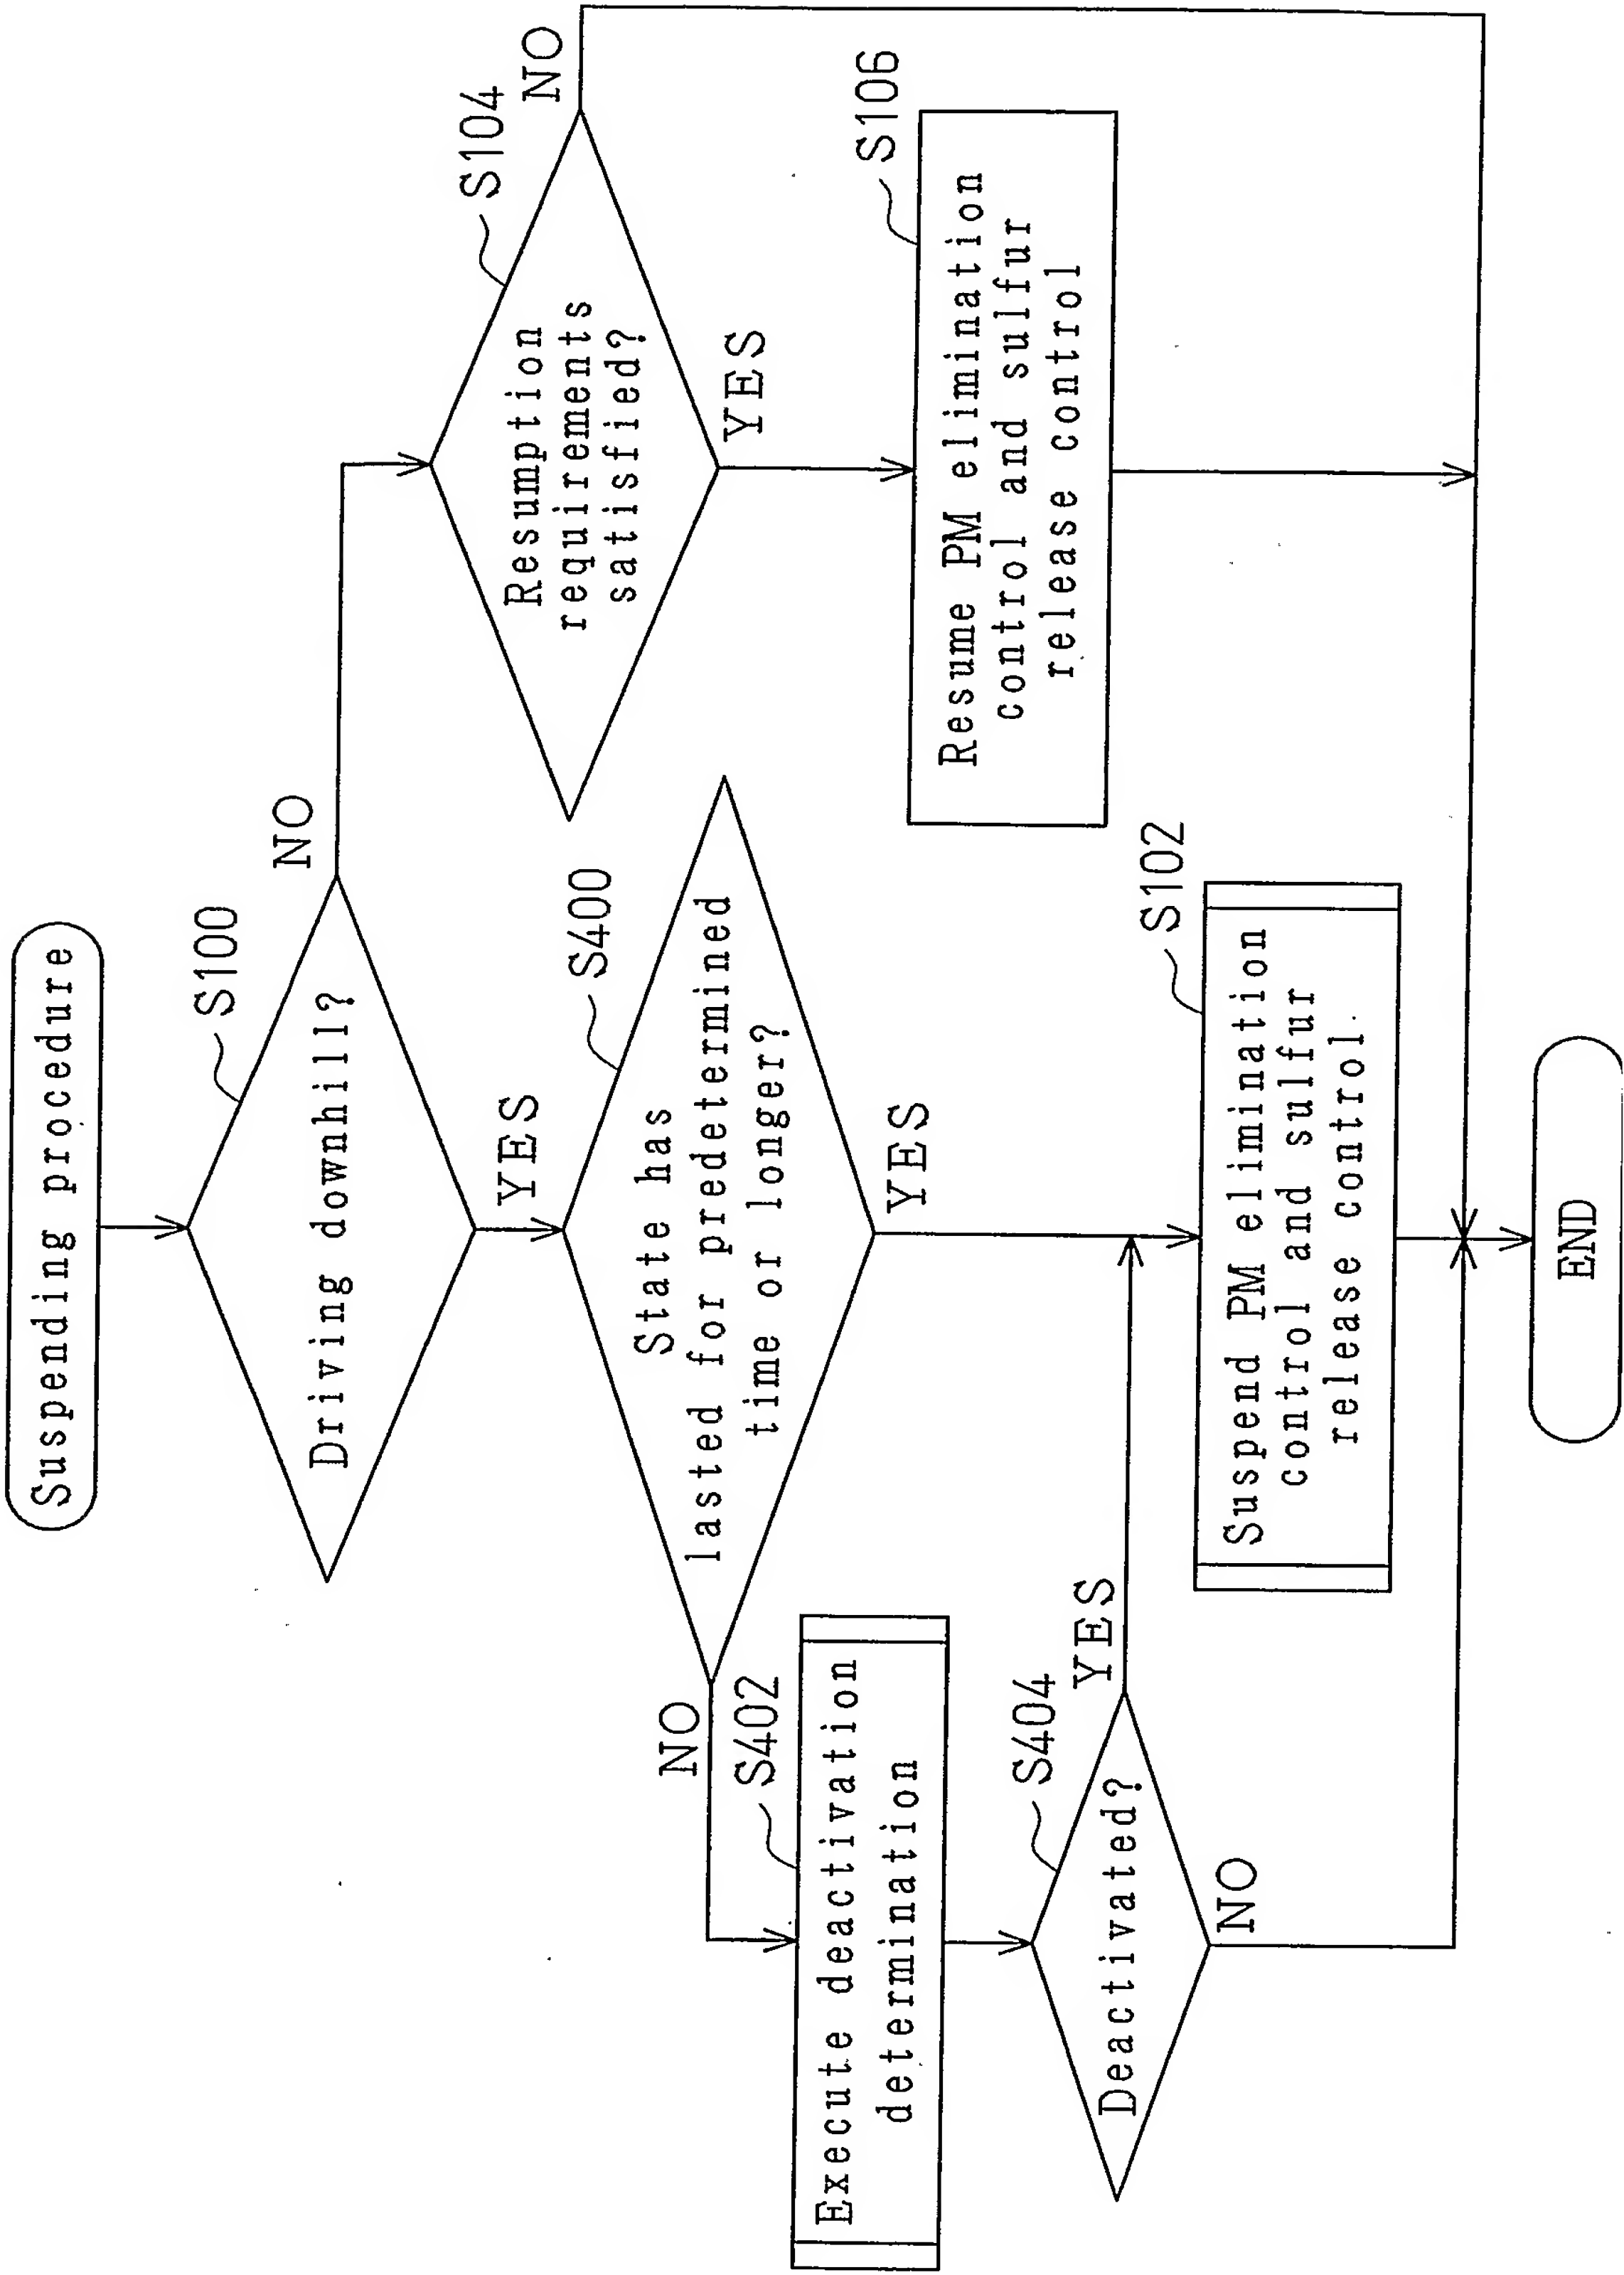 Suspending procedure
S100
Driving downhill?
NO
YES
S400
State has
lasted for predetermined
time or longer?
NO
YES
S402
Execute deactivation
determination
S404
Deactivated?
YES
NO
S102
Suspend PM elimination
control and sulfur
release control
S104
Resumption
requirements
satisfied?
NO
YES
S106
Resume PM elimination
control and sulfur
release control
END